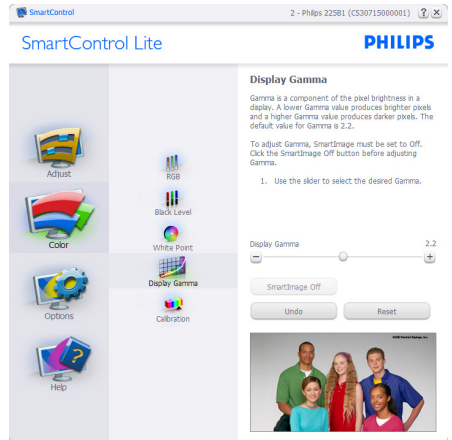 SmartControl
2 - Philips 225B1 (CS30715000001)
SmartControl Lite
PHILIPS
Adjust
Color
Options
Help
RGB
Black Level
White Point
Display Gamma
Calibration
Display Gamma
Gamma is a component of the pixel brightness in a
display. A lower Gamma value produces brighter pixels
and a higher Gamma value produces darker pixels. The
default value for Gamma is 2.2.
To adjust Gamma, SmartImage must be set to Off.
Click the SmartImage Off button before adjusting
Gamma.
1. Use the slider to select the desired Gamma.
Display Gamma 2.2
SmartImage Off
Undo Reset